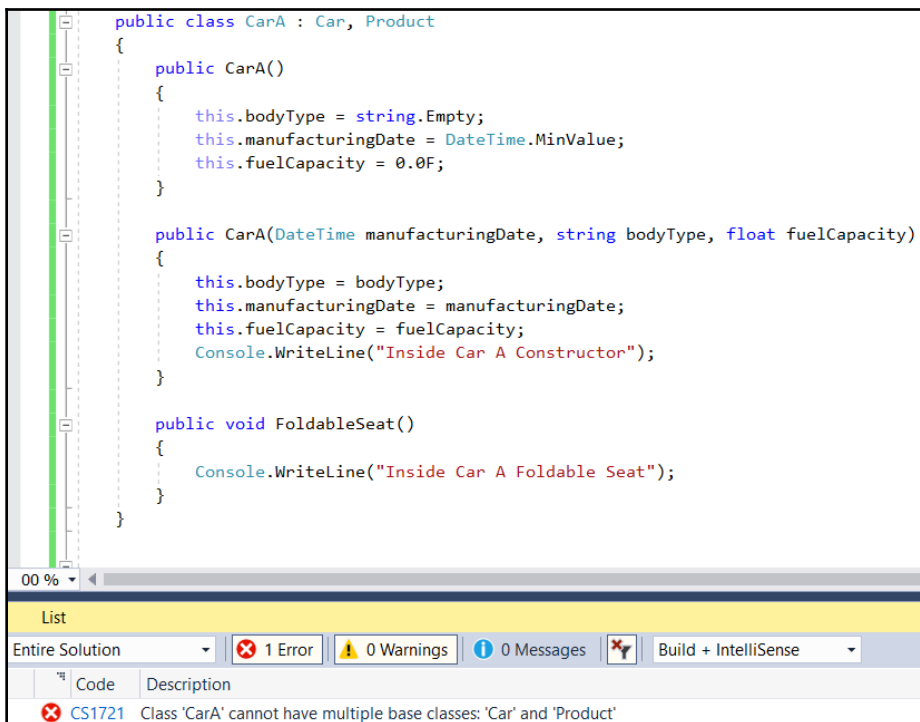 public class CarA : Car, Product
{
public CarA()
{
this.bodyType = string.Empty;
this.manufacturingDate = DateTime.MinValue;
this.fuelCapacity = 0.0F;
}
public CarA(DateTime manufacturingDate, string bodyType, float fuelCapacity)
{
this.bodyType = bodyType;
this.manufacturingDate = manufacturingDate;
this.fuelCapacity = fuelCapacity;
Console.WriteLine("Inside Car A Constructor");
}
public void FoldableSeat()
{
Console.WriteLine("Inside Car A Foldable Seat");
}
}
00 %
List
Entire Solution 1 Error 0 Warnings 0 Messages Build + IntelliSense
Code Description
CS1721 Class 'CarA' cannot have multiple base classes: 'Car' and 'Product'